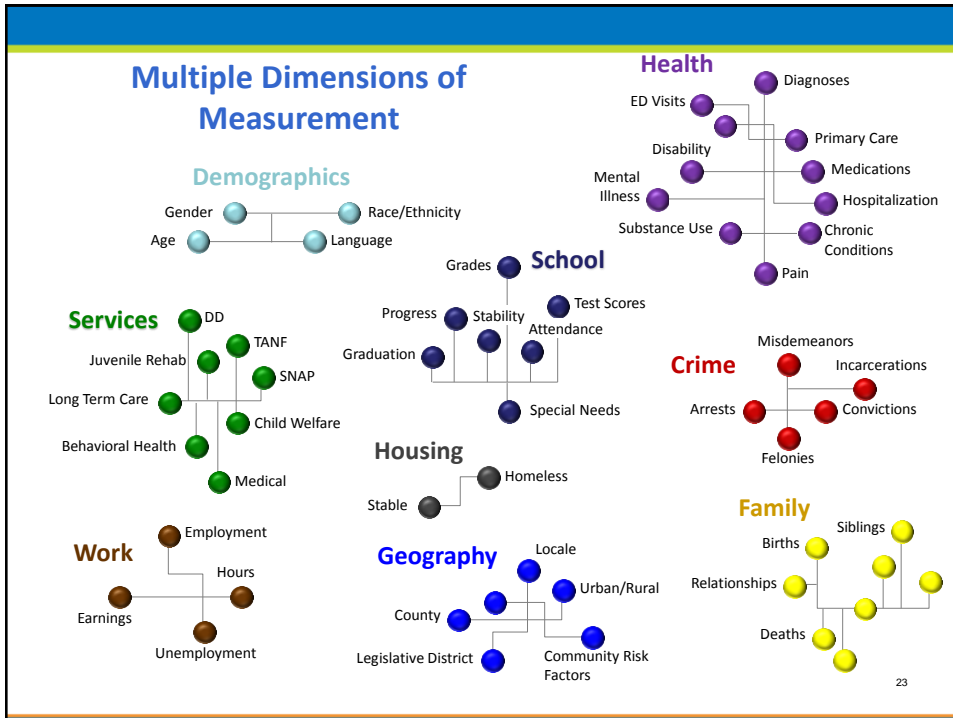 Multiple Dimensions of
Measurement
Health
Diagnoses
ED Visits
Primary Care
Disability
Medications
Mental
Illness
Hospitalization
Substance Use
Chronic
Conditions
Pain
Demographics
Gender
Race/Ethnicity
Age
Language
School
Grades
Test Scores
Progress
Stability
Attendance
Graduation
Special Needs
Services
DD
TANF
Juvenile Rehab
SNAP
Long Term Care
Child Welfare
Behavioral Health
Medical
Crime
Misdemeanors
Incarcerations
Arrests
Convictions
Felonies
Housing
Homeless
Stable
Work
Employment
Hours
Earnings
Unemployment
Geography
Locale
Urban/Rural
County
Legislative District
Community Risk
Factors
Family
Siblings
Births
Relationships
Deaths
23